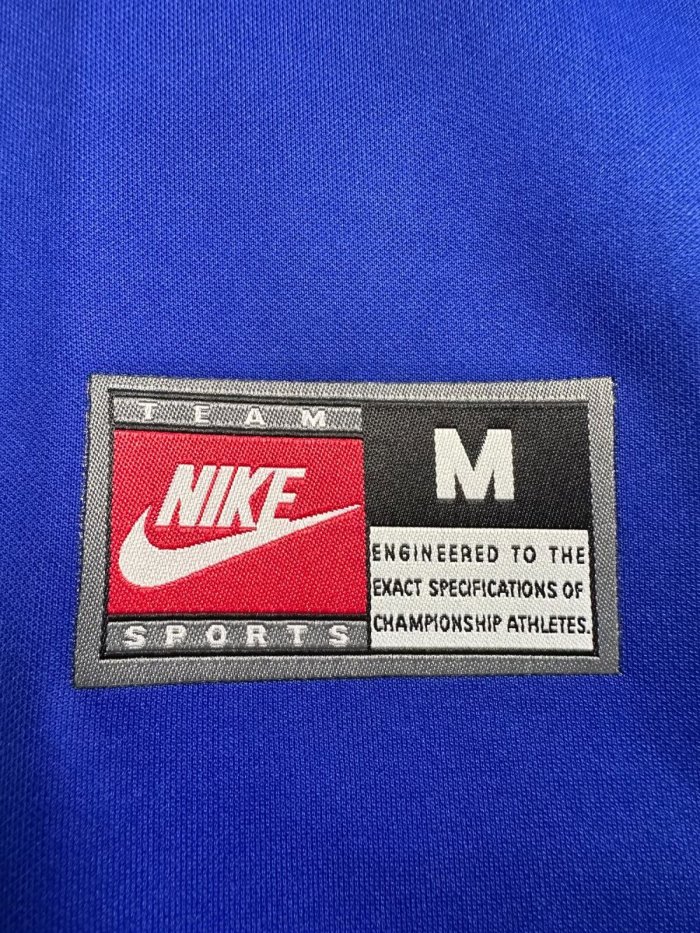 TEAM
NIKE
SPORTS
M
ENGINEERED TO THE
EXACT SPECIFICATIONS OF
CHAMPIONSHIP ATHLETES.